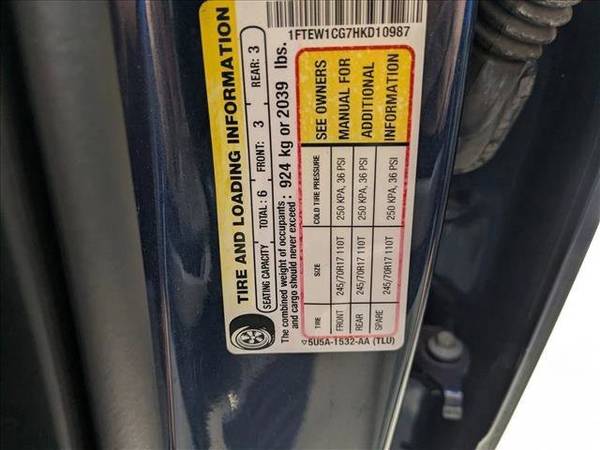 1FTEW1CG7HKD10987
TIRE AND LOADING INFORMATION
SEATING CAPACITY TOTAL: 6 FRONT: 3 REAR: 3
The combined weight of occupants and cargo should never exceed: 924 kg or 2039 lbs.
TIRE SIZE COLD TIRE PRESSURE
FRONT 245/70R17 110T 250 KPA, 36 PSI
REAR 245/70R17 110T 250 KPA, 36 PSI
SPARE 245/70R17 110T 250 KPA, 36 PSI
SEE OWNERS
MANUAL FOR
ADDITIONAL
INFORMATION
5U5A-1532-AA (TLU)